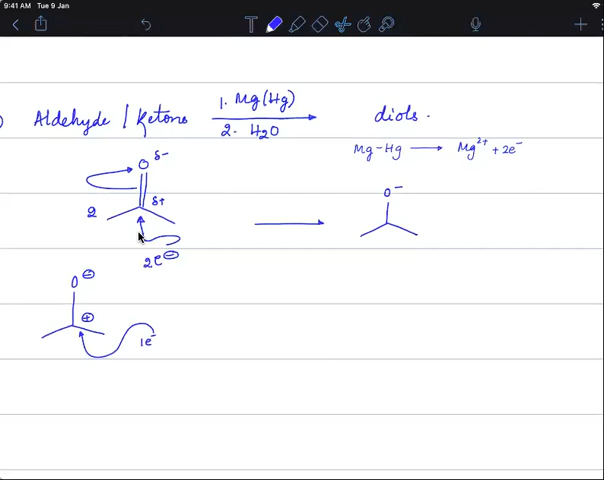 9:41 AM Tue 9 Jan
) Aldehyde / Ketons 1. Mg(Hg) 2. H2O diols.
Mg-Hg → Mg2+ + 2e-
O δ-
δ+
2
2e⊖
O-
O ⊖
⊕
1e-